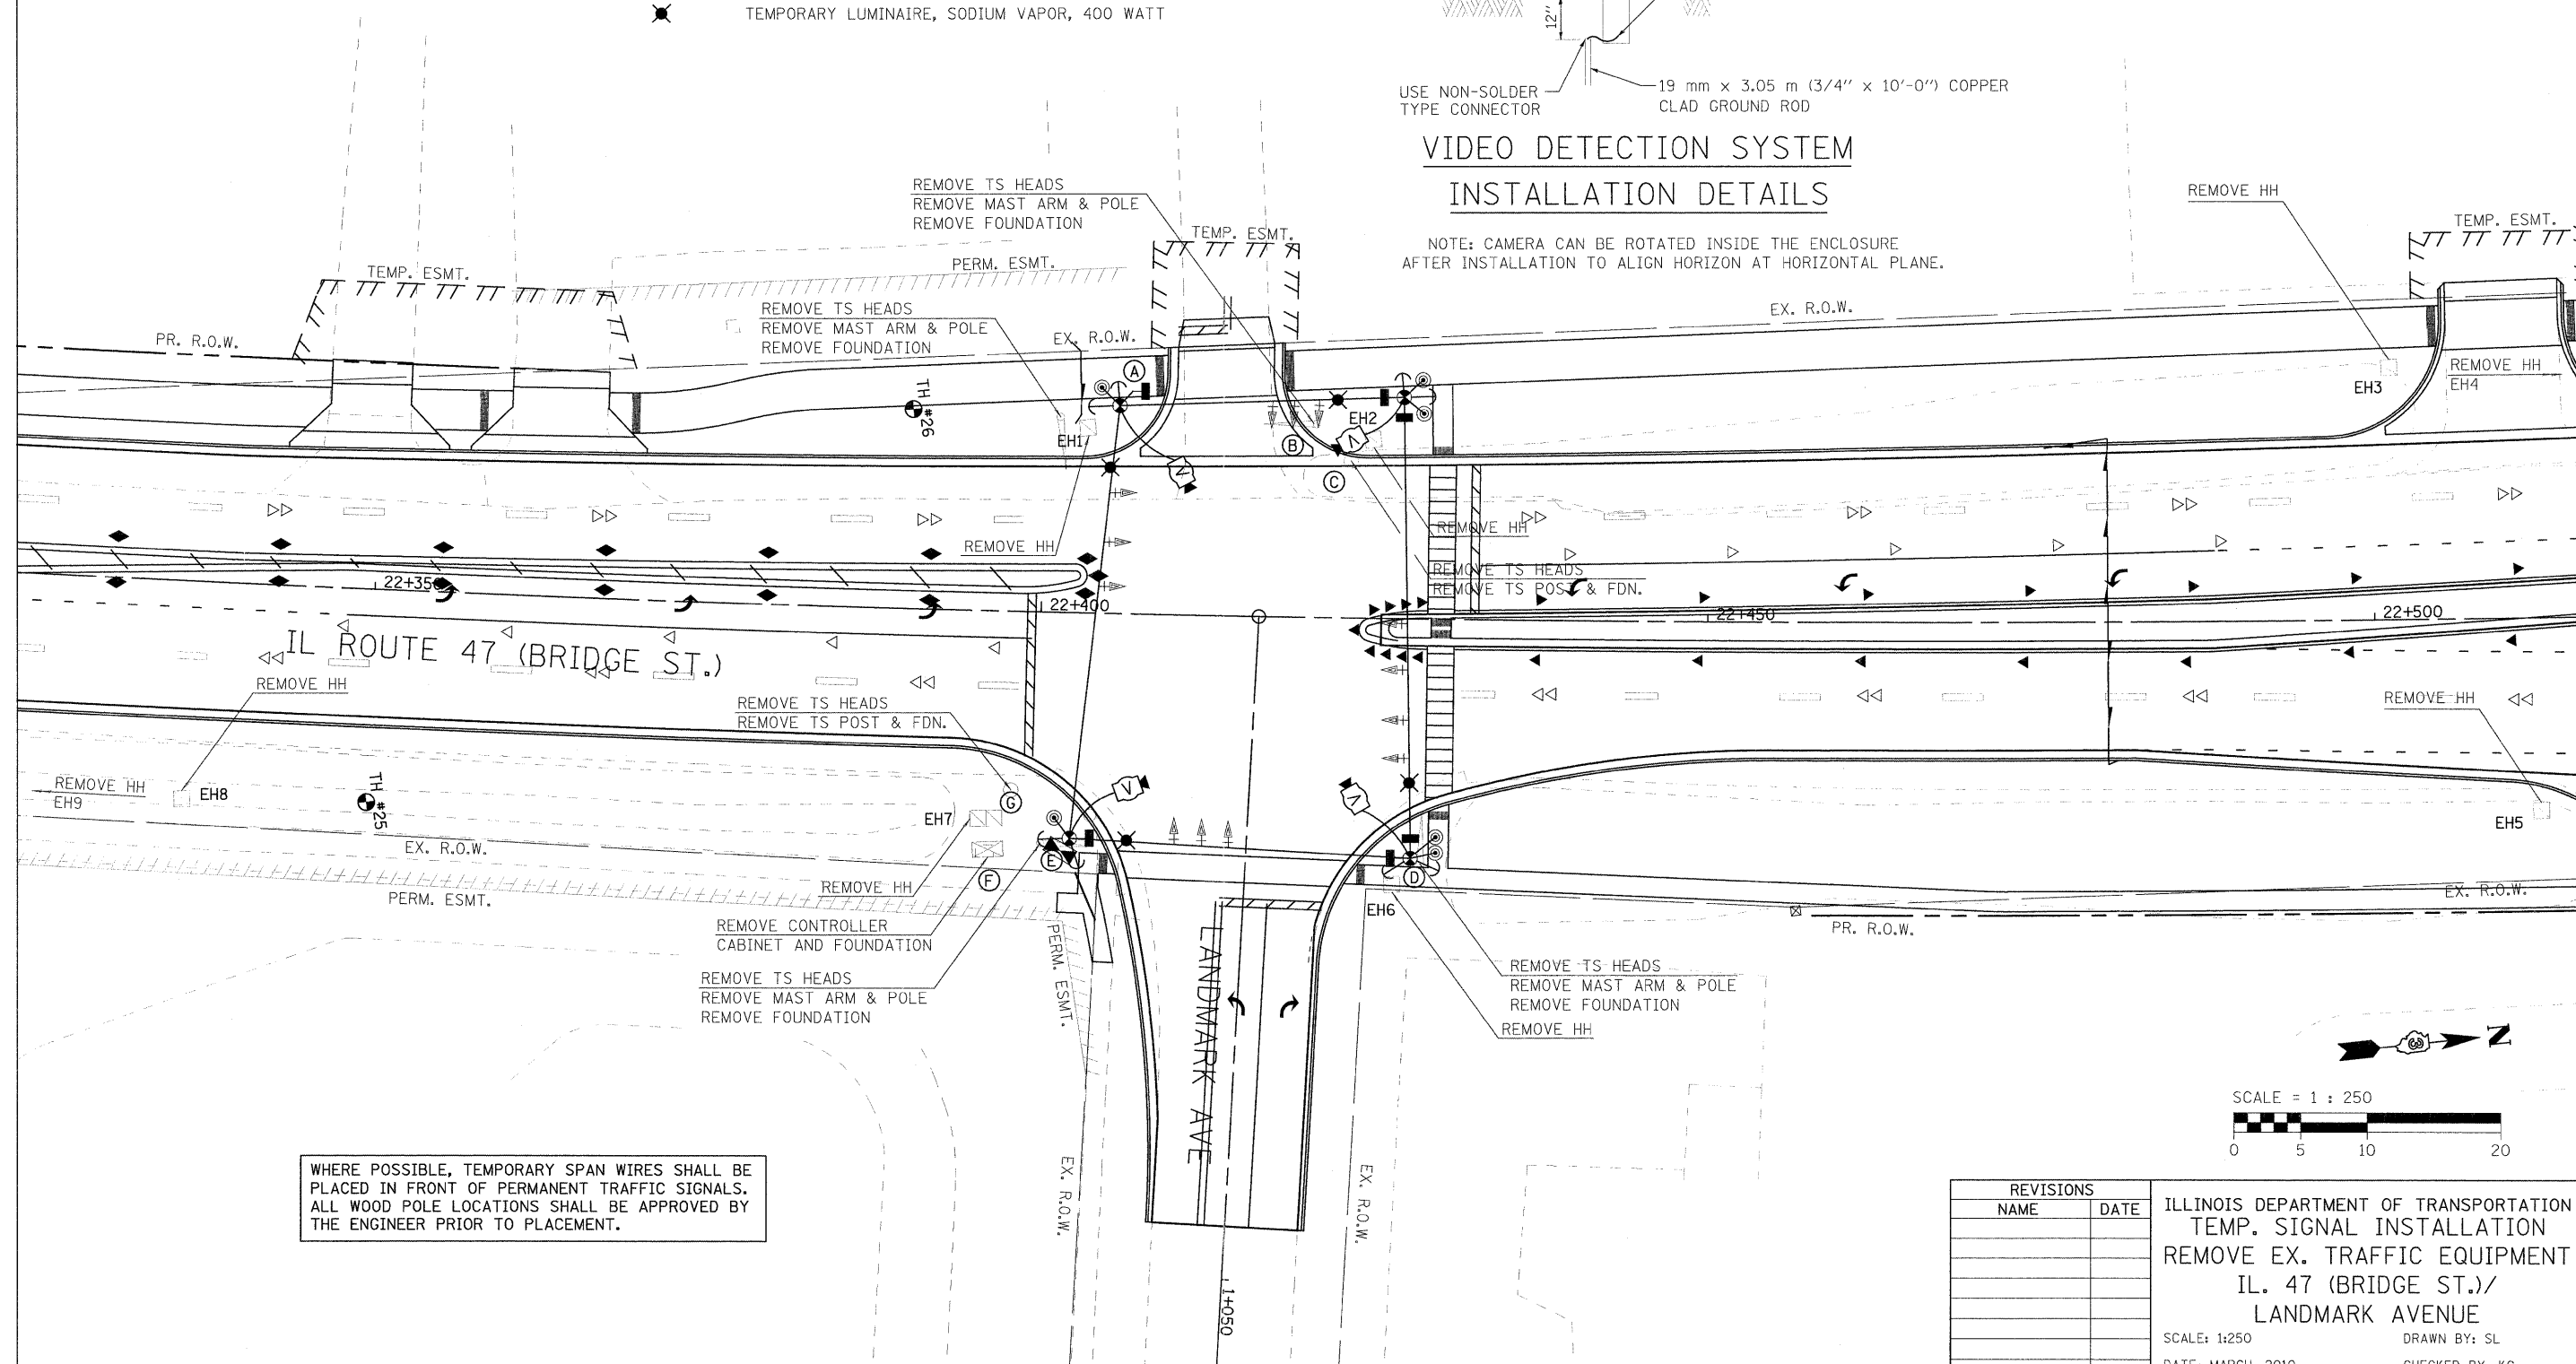 TEMPORARY LUMINAIRE, SODIUM VAPOR, 400 WATT
12"
USE NON-SOLDER
TYPE CONNECTOR
19 mm x 3.05 m (3/4" x 10'-0") COPPER
CLAD GROUND ROD
VIDEO DETECTION SYSTEM
INSTALLATION DETAILS
NOTE: CAMERA CAN BE ROTATED INSIDE THE ENCLOSURE
AFTER INSTALLATION TO ALIGN HORIZON AT HORIZONTAL PLANE.
REMOVE TS HEADS
REMOVE MAST ARM & POLE
REMOVE FOUNDATION
REMOVE HH
TEMP. ESMT.
TEMP. ESMT.
TEMP. ESMT.
PERM. ESMT.
REMOVE TS HEADS
REMOVE MAST ARM & POLE
REMOVE FOUNDATION
EX. R.O.W.
EX. R.O.W.
PR. R.O.W.
A
TH #26
EH1
B
EH2
V
C
V
EH3
REMOVE HH
EH4
REMOVE HH
REMOVE HH
REMOVE TS HEADS
REMOVE TS POST & FDN.
22+350
22+400
22+450
22+500
IL ROUTE 47 (BRIDGE ST.)
REMOVE HH
REMOVE TS HEADS
REMOVE TS POST & FDN.
REMOVE HH
REMOVE HH
EH9
EH8
TH #25
EH7
G
V
V
EH5
EX. R.O.W.
E
F
D
REMOVE HH
EH6
PERM. ESMT.
EX. R.O.W.
PR. R.O.W.
REMOVE CONTROLLER
CABINET AND FOUNDATION
PERM. ESMT.
LANDMARK AVE
REMOVE TS HEADS
REMOVE MAST ARM & POLE
REMOVE FOUNDATION
REMOVE TS HEADS
REMOVE MAST ARM & POLE
REMOVE FOUNDATION
REMOVE HH
3
N
SCALE = 1 : 250
0 5 10 20
WHERE POSSIBLE, TEMPORARY SPAN WIRES SHALL BE
PLACED IN FRONT OF PERMANENT TRAFFIC SIGNALS.
ALL WOOD POLE LOCATIONS SHALL BE APPROVED BY
THE ENGINEER PRIOR TO PLACEMENT.
EX. R.O.W.
EX. R.O.W.
1+050
REVISIONS
NAME DATE
ILLINOIS DEPARTMENT OF TRANSPORTATION
TEMP. SIGNAL INSTALLATION
REMOVE EX. TRAFFIC EQUIPMENT
IL. 47 (BRIDGE ST.)/
LANDMARK AVENUE
SCALE: 1:250 DRAWN BY: SL
DATE: MARCH, 2010 CHECKED BY: KG